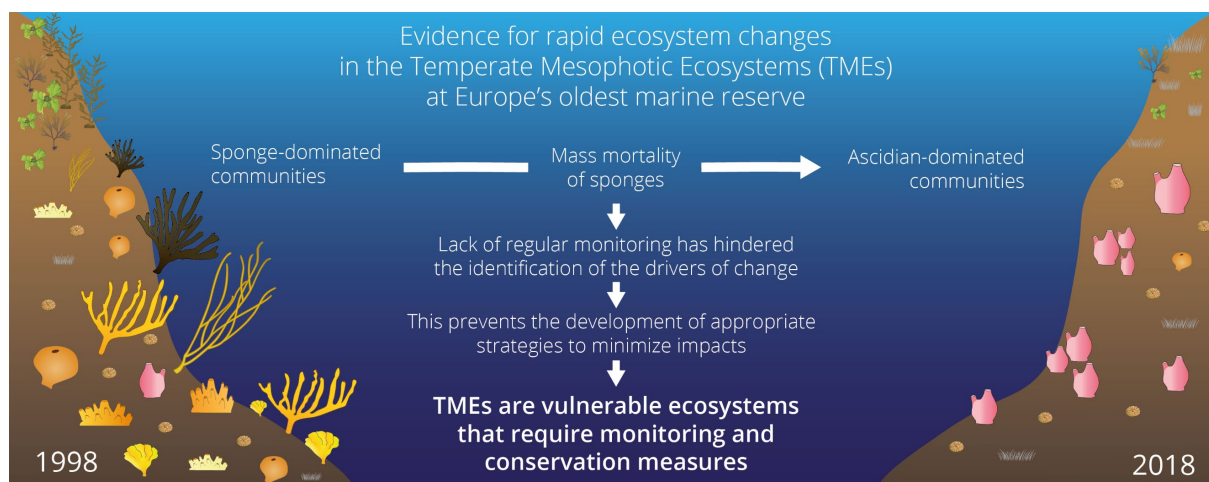 Evidence for rapid ecosystem changes
in the Temperate Mesophotic Ecosystems (TMEs)
at Europe's oldest marine reserve
Sponge-dominated
communities
Mass mortality
of sponges
Ascidian-dominated
communities
Lack of regular monitoring has hindered
the identification of the drivers of change
This prevents the development of appropriate
strategies to minimize impacts
TMEs are vulnerable ecosystems
that require monitoring and
conservation measures
1998
2018